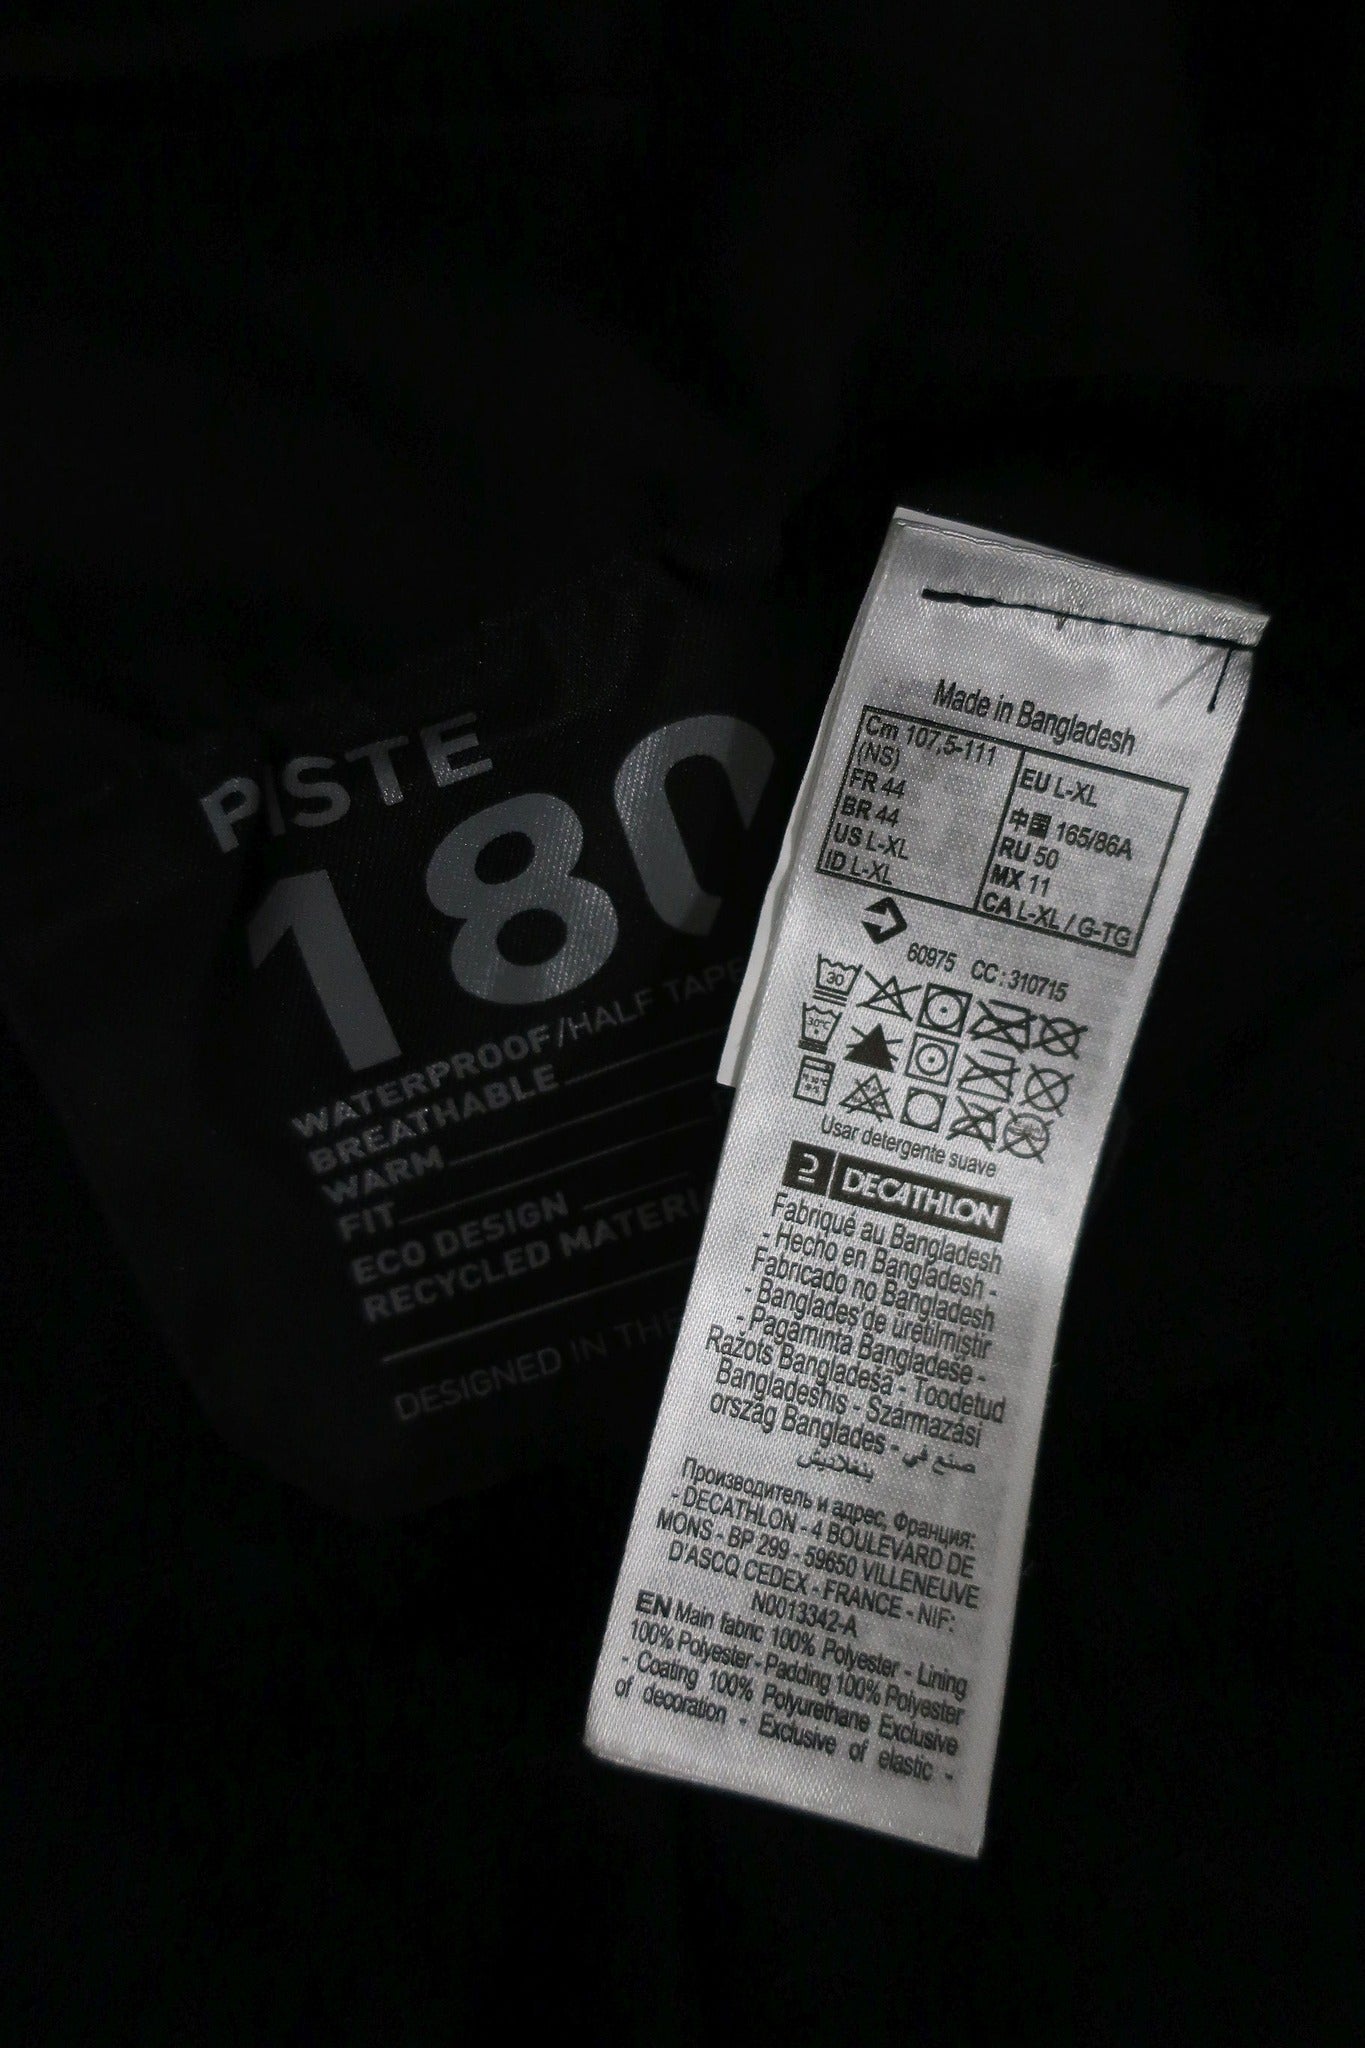 PISTE
180
WATERPROOF/HALF TAPE
BREATHABLE
WARM
FIT
ECO DESIGN
RECYCLED MATERI
DESIGNED IN THE
Made in Bangladesh
Cm 107,5-111
(NS)
FR 44
BR 44
US L-XL
ID L-XL
EU L-XL
中国 165/86A
RU 50
MX 11
CA L-XL / G-TG
60975 CC : 310715
30
30°C
Usar detergente suave
DECATHLON
Fabriqué au Bangladesh
- Hecho en Bangladesh -
Fabricado no Bangladesh
- Bangladeş'de üretilmiştir
- Pagaminta Bangladeše -
Ražots Bangladešā - Toodetud
Bangladeshis - Származási
ország Banglades - صنع في
بنغلاديش
Производитель и адрес, Франция:
- DECATHLON - 4 BOULEVARD DE
MONS - BP 299 - 59650 VILLENEUVE
D'ASCQ CEDEX - FRANCE - NIF:
N0013342-A
EN Main fabric 100% Polyester - Lining
100% Polyester - Padding 100% Polyester
- Coating 100% Polyurethane Exclusive
of decoration - Exclusive of elastic -